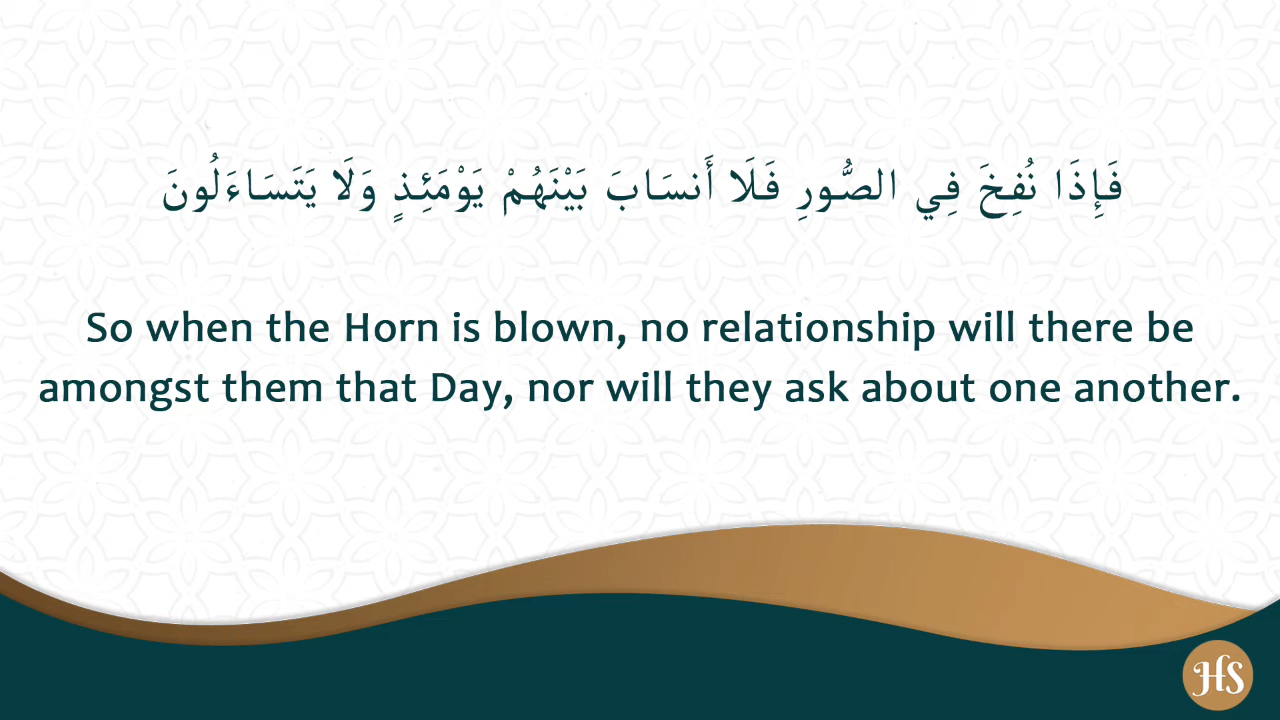 فَإِذَا نُفِخَ فِي الصُّورِ فَلَا أَنسَابَ بَيْنَهُمْ يَوْمَئِذٍ وَلَا يَتَسَاءَلُونَ
So when the Horn is blown, no relationship will there be
amongst them that Day, nor will they ask about one another.
HS